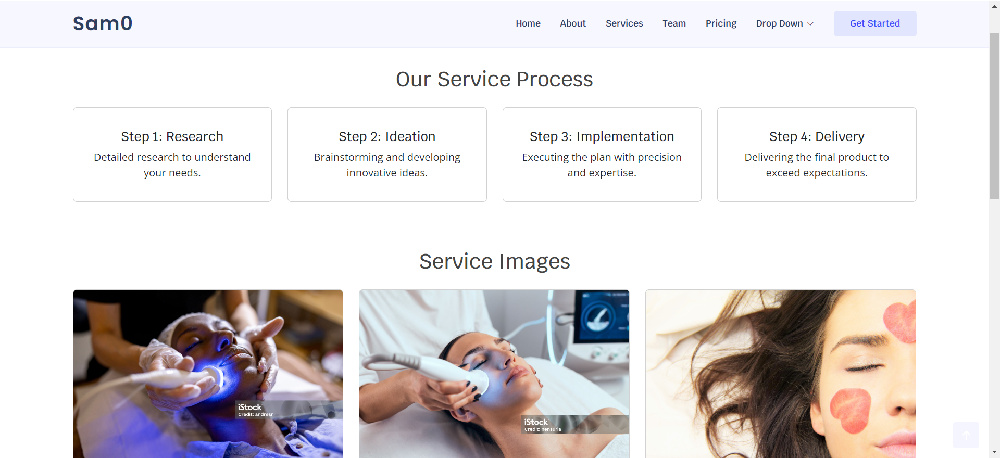 Sam0
Home About Services Team Pricing Drop Down Get Started
Our Service Process
Step 1: Research
Detailed research to understand
your needs.
Step 2: Ideation
Brainstorming and developing
innovative ideas.
Step 3: Implementation
Executing the plan with precision
and expertise.
Step 4: Delivery
Delivering the final product to
exceed expectations.
Service Images
iStock
Credit: andresr
iStock
Credit: nensuria